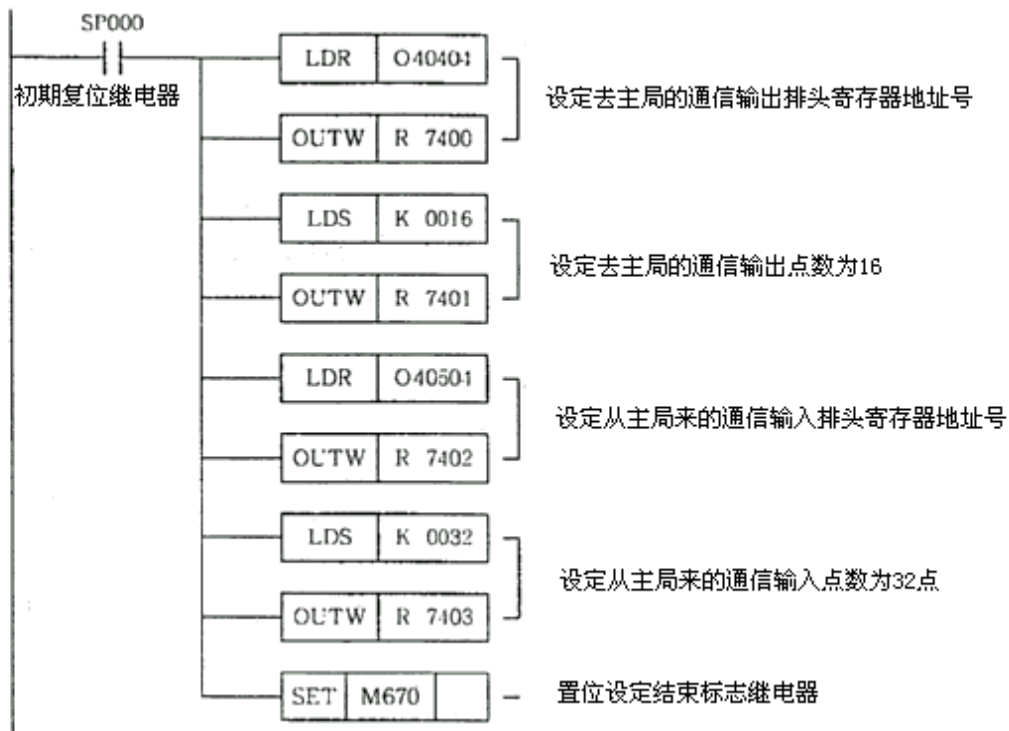 SP000
初期复位继电器
LDR O40404
设定去主局的通信输出排头寄存器地址号
OUTW R 7400
LDS K 0016
设定去主局的通信输出点数为16
OUTW R 7401
LDR O40504
设定从主局来的通信输入排头寄存器地址号
OUTW R 7402
LDS K 0032
设定从主局来的通信输入点数为32点
OUTW R 7403
SET M670
置位设定结束标志继电器